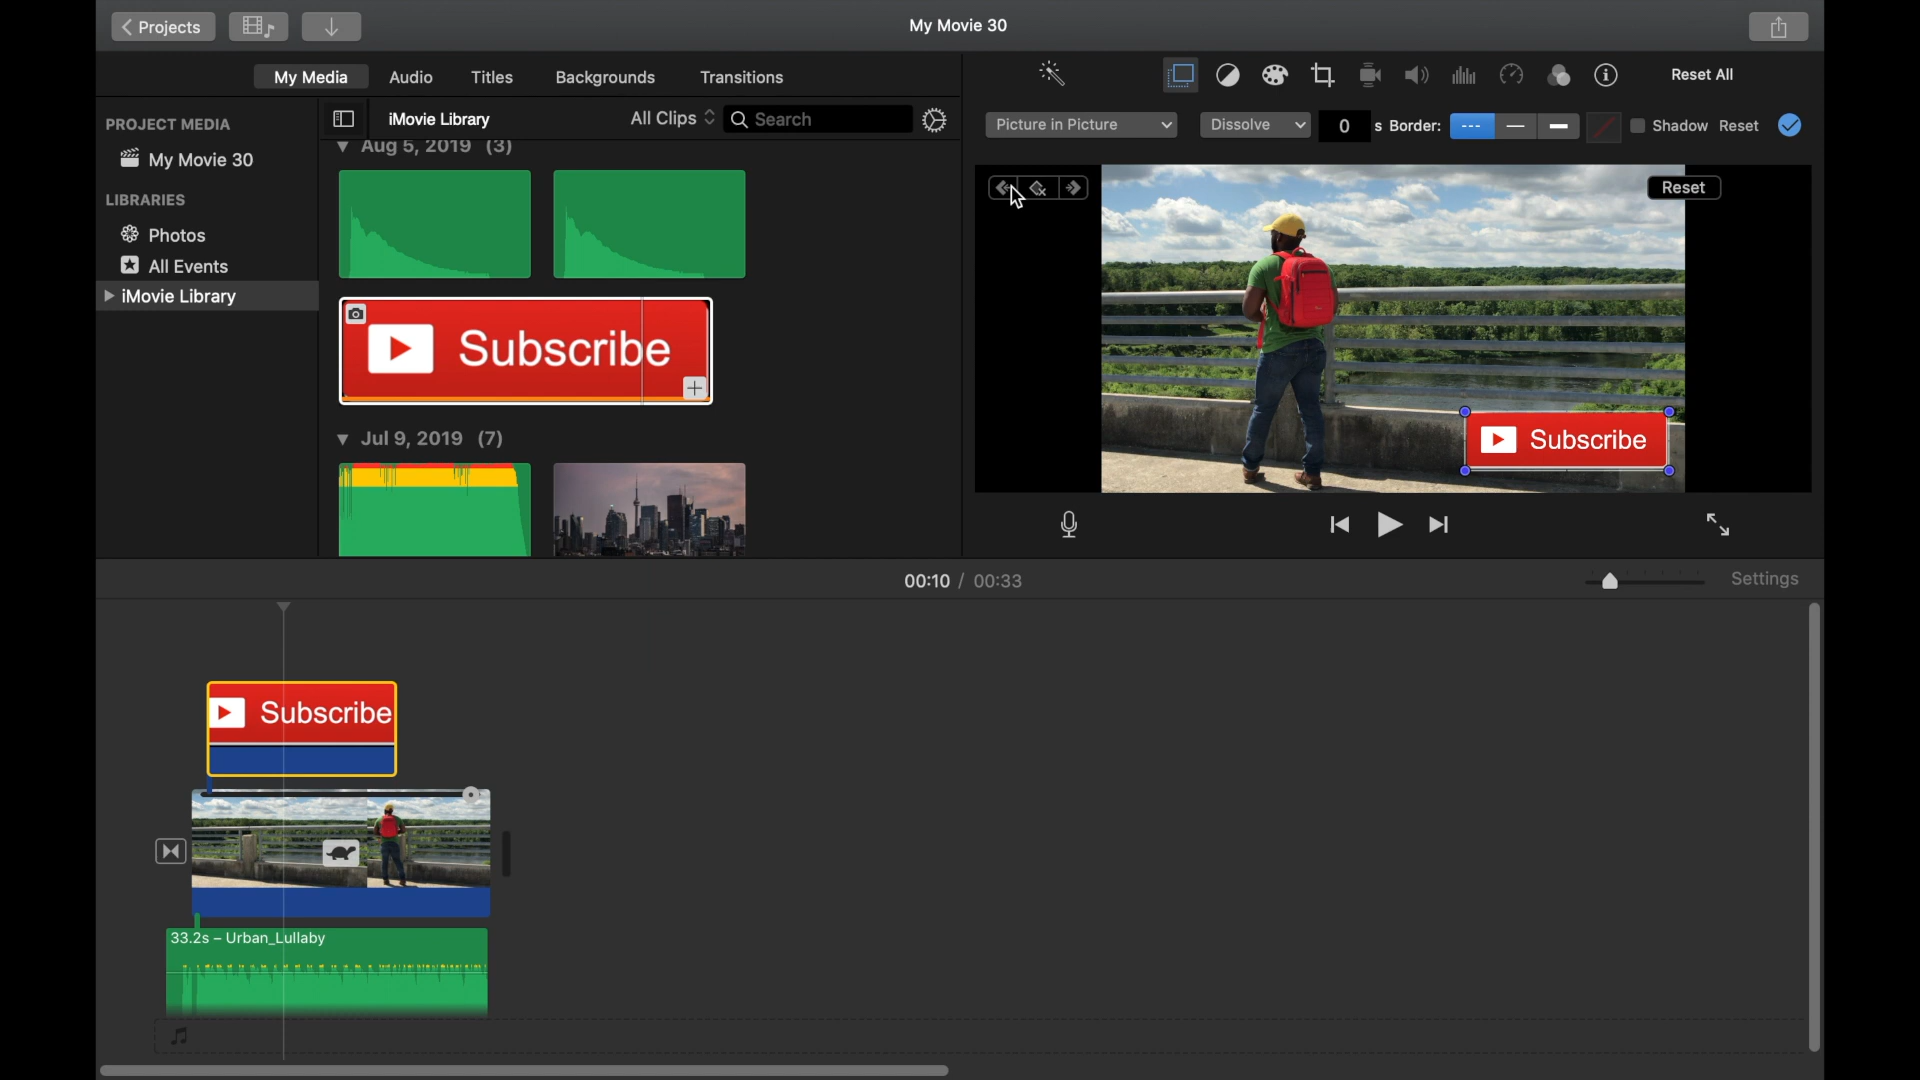 Projects
My Movie 30
My Media
Audio
Titles
Backgrounds
Transitions
Reset All
PROJECT MEDIA
My Movie 30
LIBRARIES
Photos
All Events
iMovie Library
iMovie Library
All Clips
Search
Picture in Picture
Dissolve
0
s Border:
Shadow
Reset
Aug 5, 2019 (3)
Subscribe
Jul 9, 2019 (7)
Reset
Subscribe
00:10 / 00:33
Settings
Subscribe
33.2s – Urban_Lullaby